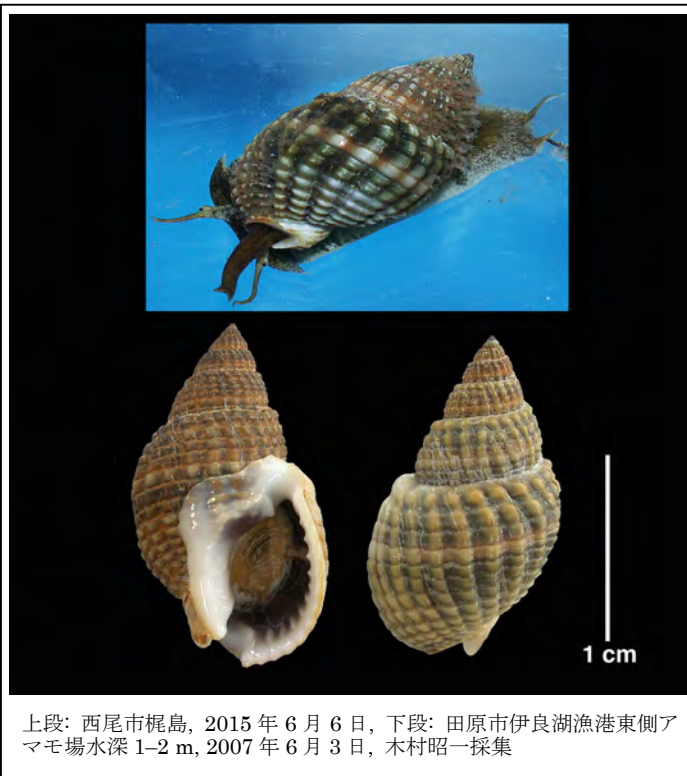 1 cm
上段: 西尾市梶島, 2015 年 6 月 6 日, 下段: 田原市伊良湖漁港東側ア
マモ場水深 1–2 m, 2007 年 6 月 3 日, 木村昭一採集